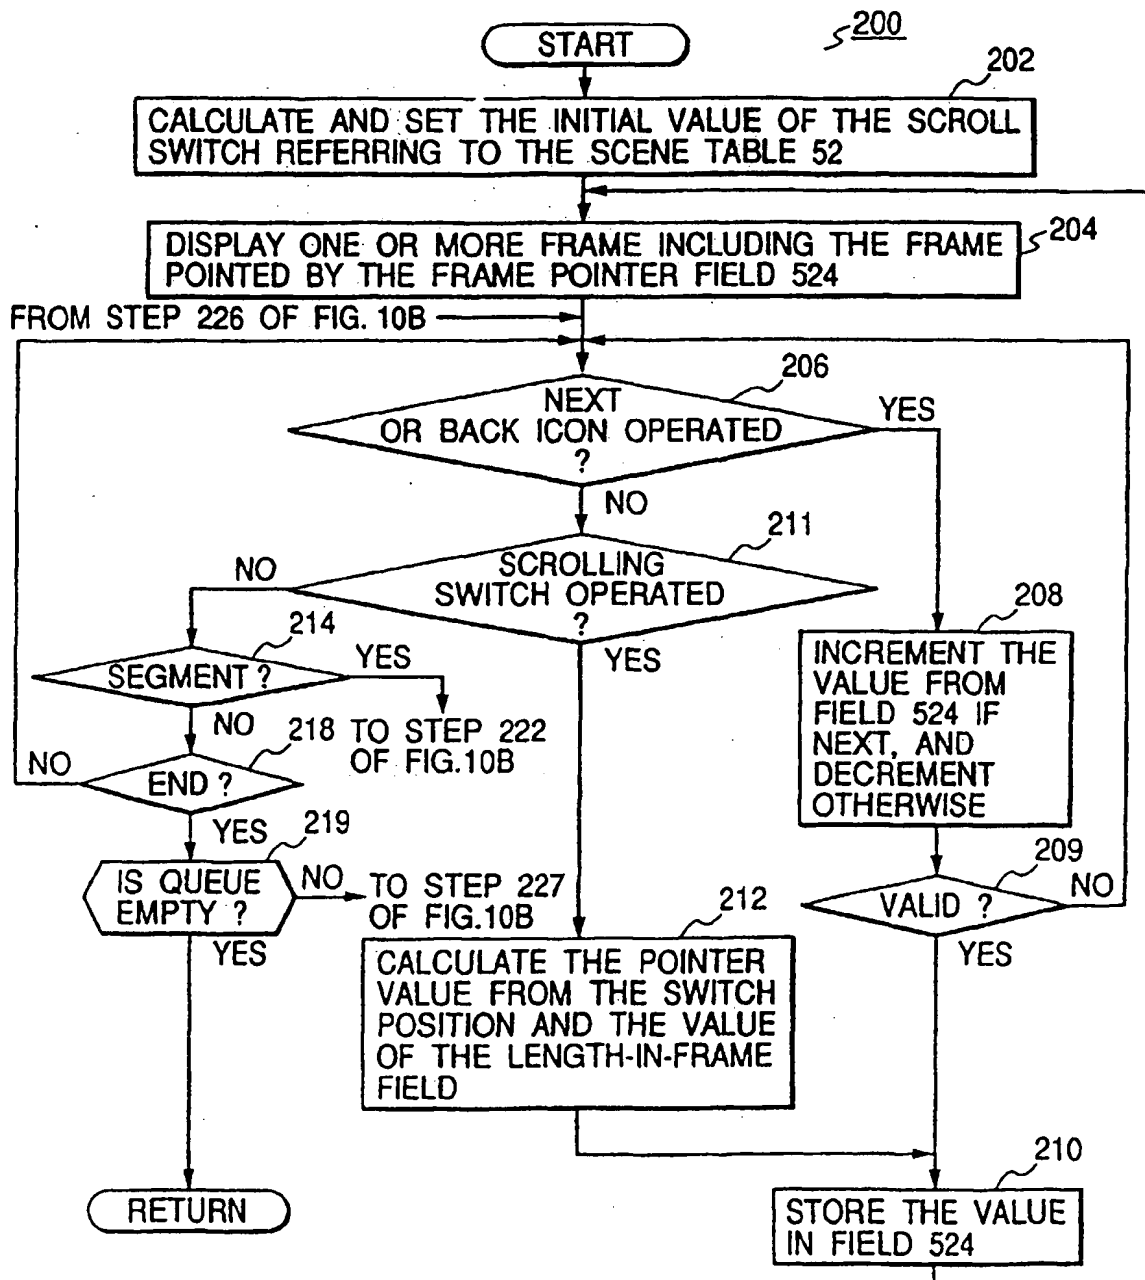 200
START
202
CALCULATE AND SET THE INITIAL VALUE OF THE SCROLL
SWITCH REFERRING TO THE SCENE TABLE 52
204
DISPLAY ONE OR MORE FRAME INCLUDING THE FRAME
POINTED BY THE FRAME POINTER FIELD 524
FROM STEP 226 OF FIG. 10B
206
NEXT
OR BACK ICON OPERATED
?
YES
NO
211
SCROLLING
SWITCH OPERATED
?
NO
YES
214
SEGMENT ?
YES
TO STEP 222
OF FIG.10B
NO
218
END ?
NO
YES
219
IS QUEUE
EMPTY ?
NO
TO STEP 227
OF FIG.10B
YES
208
INCREMENT THE
VALUE FROM
FIELD 524 IF
NEXT, AND
DECREMENT
OTHERWISE
209
VALID ?
NO
YES
212
CALCULATE THE POINTER
VALUE FROM THE SWITCH
POSITION AND THE VALUE
OF THE LENGTH-IN-FRAME
FIELD
210
STORE THE VALUE
IN FIELD 524
RETURN